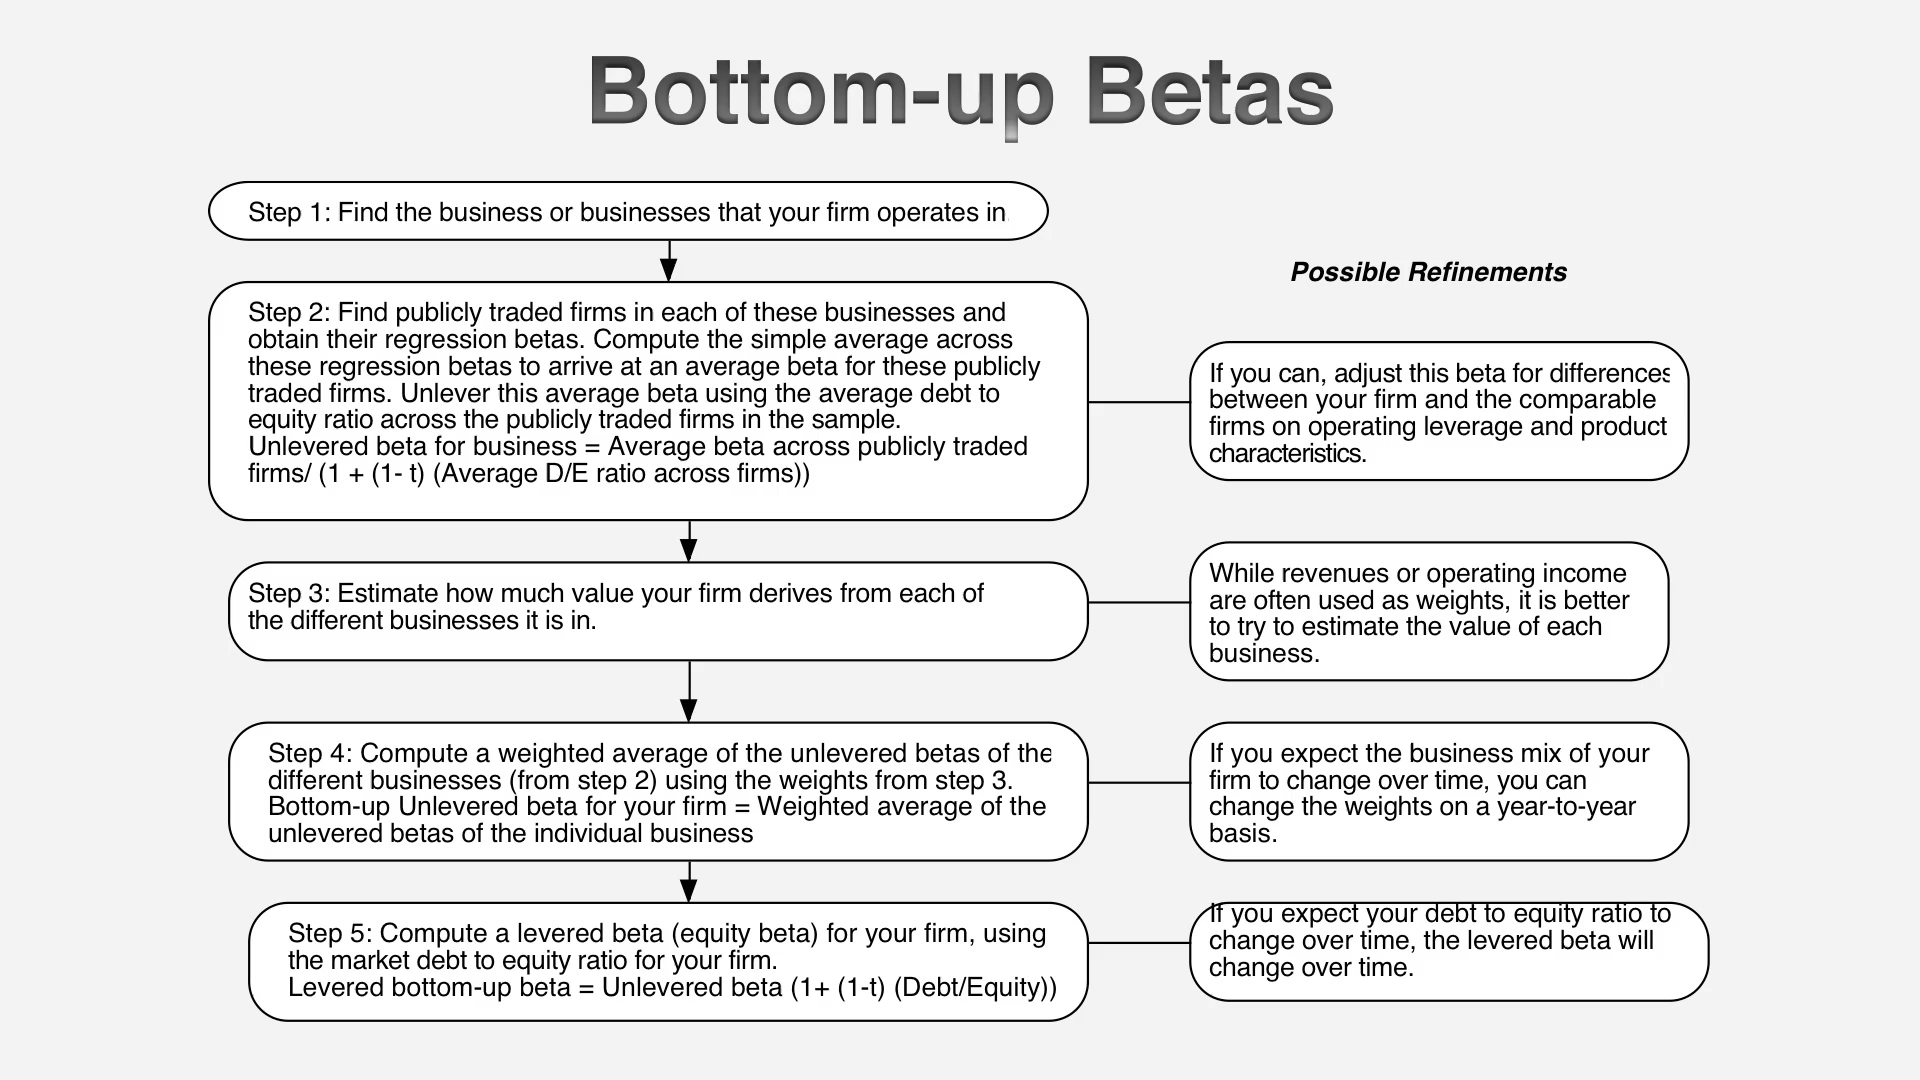 Bottom-up Betas
Step 1: Find the business or businesses that your firm operates in.
Step 2: Find publicly traded firms in each of these businesses and
obtain their regression betas. Compute the simple average across
these regression betas to arrive at an average beta for these publicly
traded firms. Unlever this average beta using the average debt to
equity ratio across the publicly traded firms in the sample.
Unlevered beta for business = Average beta across publicly traded
firms/ (1 + (1- t) (Average D/E ratio across firms))
Step 3: Estimate how much value your firm derives from each of
the different businesses it is in.
Step 4: Compute a weighted average of the unlevered betas of the
different businesses (from step 2) using the weights from step 3.
Bottom-up Unlevered beta for your firm = Weighted average of the
unlevered betas of the individual business
Step 5: Compute a levered beta (equity beta) for your firm, using
the market debt to equity ratio for your firm.
Levered bottom-up beta = Unlevered beta (1+ (1-t) (Debt/Equity))
Possible Refinements
If you can, adjust this beta for differences
between your firm and the comparable
firms on operating leverage and product
characteristics.
While revenues or operating income
are often used as weights, it is better
to try to estimate the value of each
business.
If you expect the business mix of your
firm to change over time, you can
change the weights on a year-to-year
basis.
If you expect your debt to equity ratio to
change over time, the levered beta will
change over time.